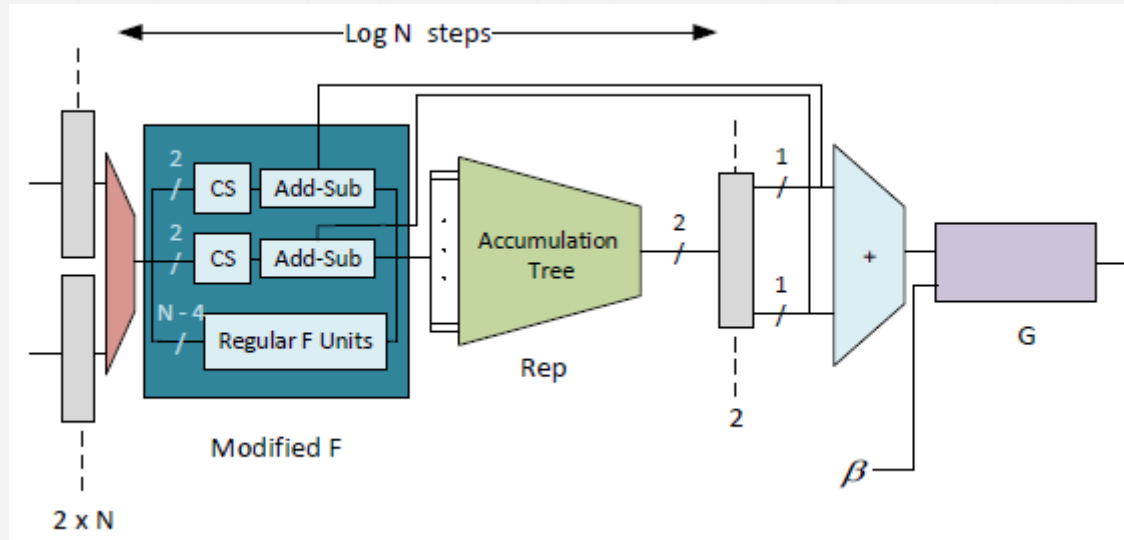 Log N steps
2
/
CS
Add-Sub
2
/
CS
Add-Sub
N - 4
/
Regular F Units
Modified F
2 x N
Accumulation
Tree
Rep
2
/
2
1
/
1
/
+
β
G